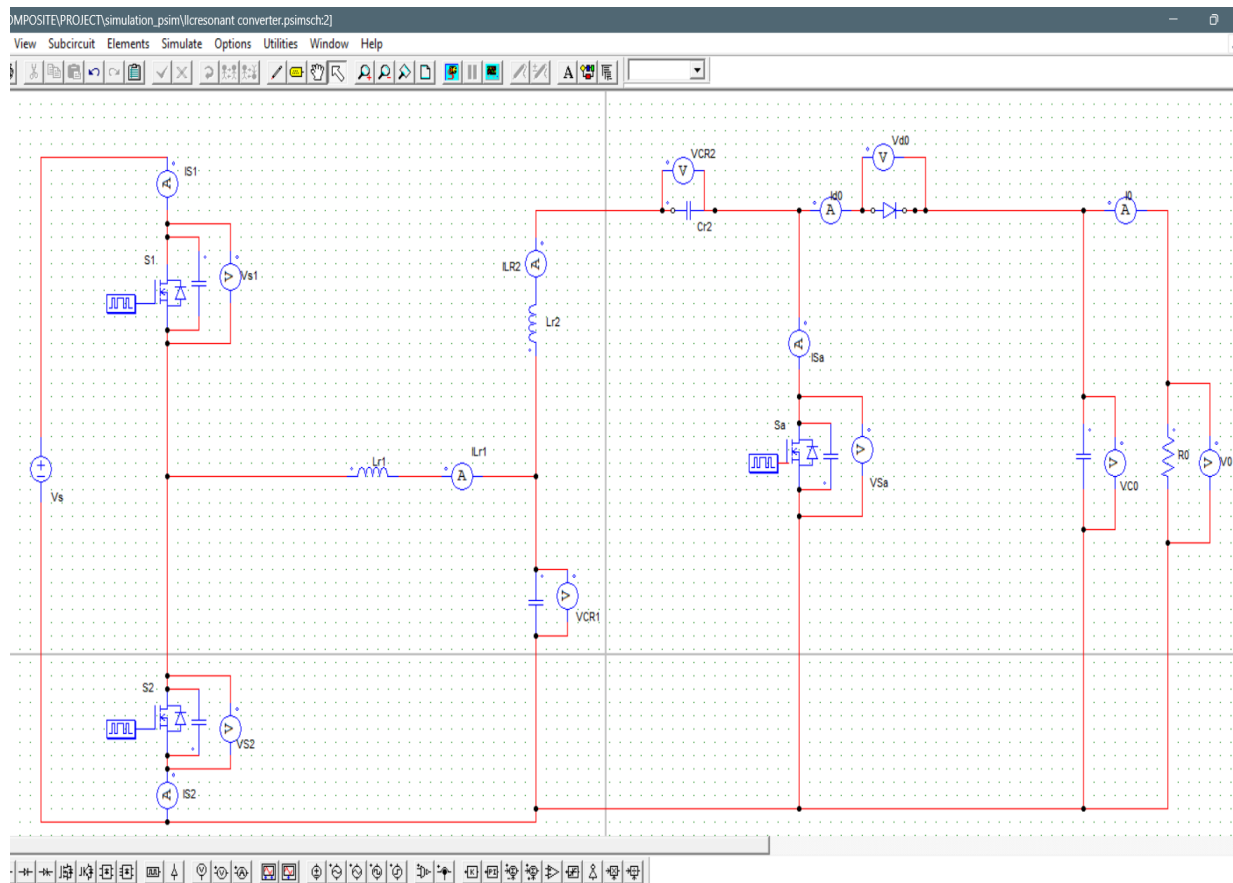 OMPOSITE\PROJECT\simulation_psim\llcresonant converter.psimsch:2]
View Subcircuit Elements Simulate Options Utilities Window Help
A
VCR2
V
Vd0
V
IS1
A
Id0
A
I0
A
Cr2
S1
Vs1
V
ILR2
A
Lr2
A
ISa
Sa
V
VSa
Lr1
ILr1
A
Vs
V
VC0
R0
V
V0
V
VCR1
S2
V
VS2
A
IS2
V
V
A
K
PI